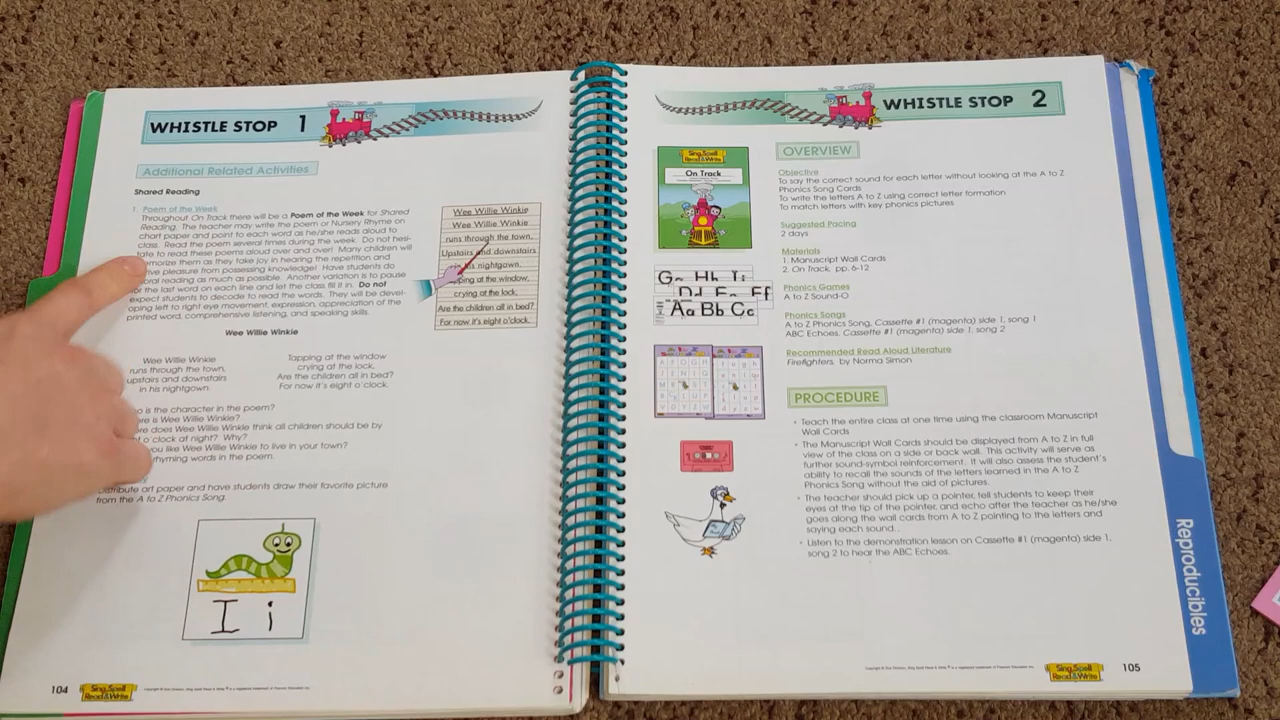 WHISTLE STOP 1
Additional Related Activities
Shared Reading
1. Poem of the Week
Throughout On Track there will be a Poem of the Week for Shared
Reading. The teacher may write the poem or Nursery Rhyme on
chart paper and point to each word as he/she reads aloud to
class. Read the poem several times during the week. Do not hesi-
tate to read these poems aloud over and over! Many children will
memorize them as they take joy in hearing the repetition and
pleasure from possessing knowledge! Have students do
oral reading as much as possible. Another variation is to pause
for the last word on each line and let the class fill it in. Do not
expect students to decode to read the words. They will be devel-
oping left to right eye movement, expression, appreciation of the
printed word, comprehensive listening, and speaking skills.
Wee Willie Winkie
Wee Willie Winkie
runs through the town,
Upstairs and downstairs
his nightgown.
at the window,
crying at the lock,
Are the children all in bed?
For now it's eight o'clock.
Wee Willie Winkie
Wee Willie Winkie
runs through the town,
upstairs and downstairs
in his nightgown.
Tapping at the window
crying at the lock,
Are the children all in bed?
For now it's eight o'clock.
is the character in the poem?
is Wee Willie Winkie?
does Wee Willie Winkie think all children should be by
o'clock at night? Why?
you like Wee Willie Winkie to live in your town?
rhyming words in the poem.
Distribute art paper and have students draw their favorite picture
from the A to Z Phonics Song.
I i
104
Sing, Spell
Read & Write
WHISTLE STOP 2
Sing, Spell
Read & Write
On Track
G Hh Ii
D E Ff
Aa Bb Cc
OVERVIEW
Objective
To say the correct sound for each letter without looking at the A to Z
Phonics Song Cards
To write the letters A to Z using correct letter formation
To match letters with key phonics pictures
Suggested Pacing
2 days
Materials
1. Manuscript Wall Cards
2. On Track, pp. 6-12
Phonics Games
A to Z Sound-O
Phonics Songs
A to Z Phonics Song, Cassette #1 (magenta) side 1, song 1
ABC Echoes, Cassette #1 (magenta) side 1, song 2
Recommended Read Aloud Literature
Firefighters, by Norma Simon
PROCEDURE
• Teach the entire class at one time using the classroom Manuscript
Wall Cards
• The Manuscript Wall Cards should be displayed from A to Z in full
view of the class on a side or back wall. This activity will serve as
further sound-symbol reinforcement. It will also assess the student's
ability to recall the sounds of the letters learned in the A to Z
Phonics Song without the aid of pictures.
• The teacher should pick up a pointer, tell students to keep their
eyes at the tip of the pointer, and echo after the teacher as he/she
goes along the wall cards from A to Z pointing to the letters and
saying each sound.
• Listen to the demonstration lesson on Cassette #1 (magenta) side 1,
song 2 to hear the ABC Echoes.
Sing, Spell
Read & Write
105
Reproducibles